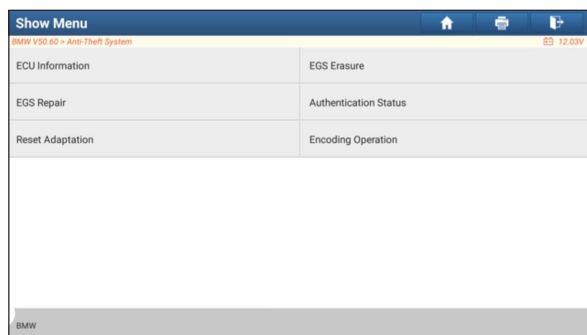 Show Menu
BMW V50.60 > Anti-Theft System
12.03V
ECU Information
EGS Erasure
EGS Repair
Authentication Status
Reset Adaptation
Encoding Operation
BMW